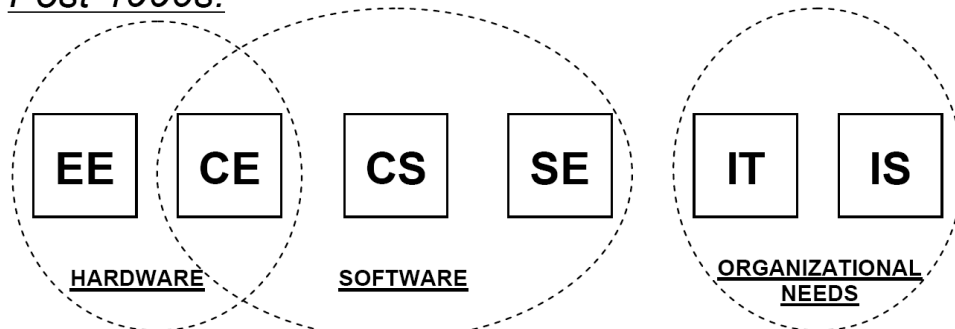 Post-1990s:
EE CE CS SE IT IS
HARDWARE SOFTWARE ORGANIZATIONAL
NEEDS